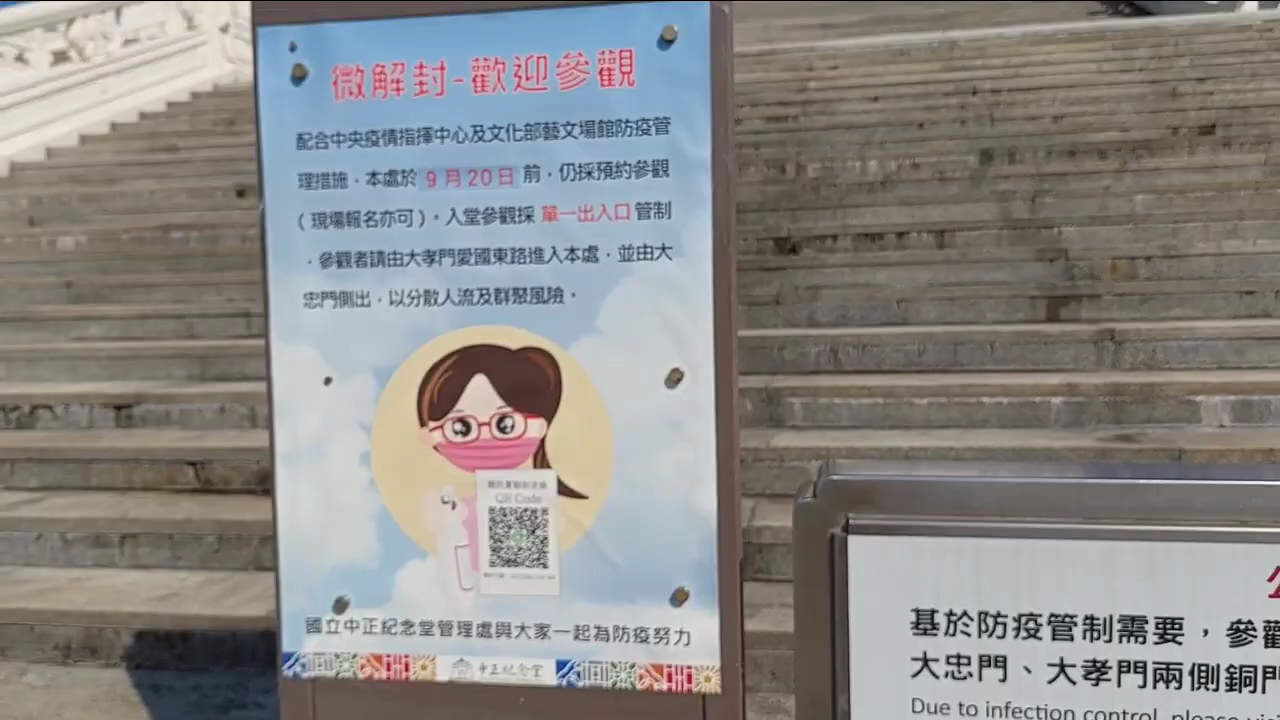 微解封-歡迎參觀
配合中央疫情指揮中心及文化部藝文場館防疫管
理措施，本處於 9 月 20 日 前，仍採預約參觀
（現場報名亦可），入堂參觀採 單一出入口 管制
，參觀者請由大孝門愛國東路進入本處，並由大
忠門側出，以分散人流及群聚風險。
QR Code
國立中正紀念堂管理處與大家一起為防疫努力
中正紀念堂
基於防疫管制需要，參觀
大忠門、大孝門兩側銅門
Due to infection control, please